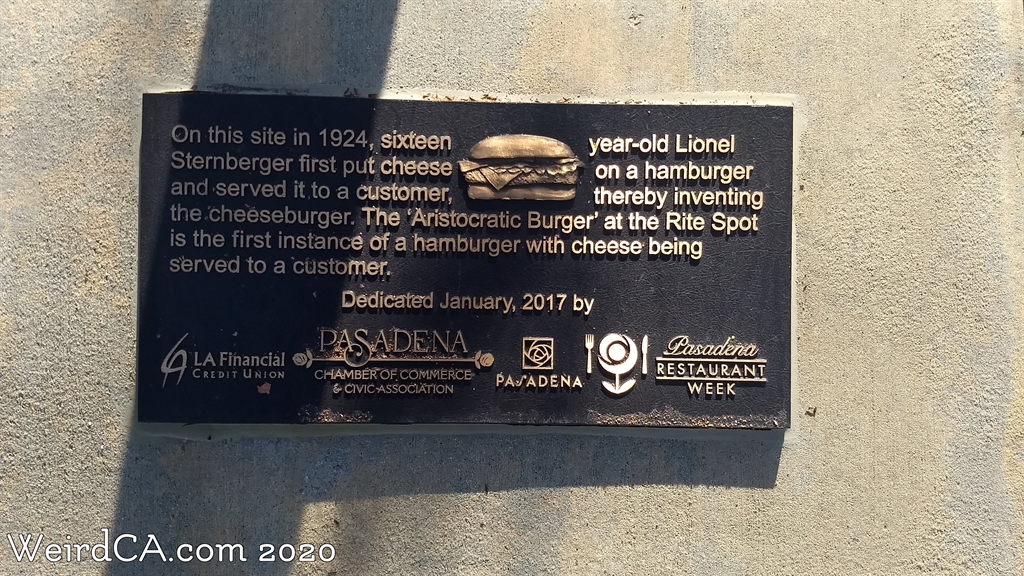 On this site in 1924, sixteen year-old Lionel
Sternberger first put cheese on a hamburger
and served it to a customer, thereby inventing
the cheeseburger. The 'Aristocratic Burger' at the Rite Spot
is the first instance of a hamburger with cheese being
served to a customer.
Dedicated January, 2017 by
LA Financial
CREDIT UNION
PASADENA
CHAMBER OF COMMERCE
& CIVIC ASSOCIATION
PASADENA
Pasadena
RESTAURANT
WEEK
WeirdCA.com 2020